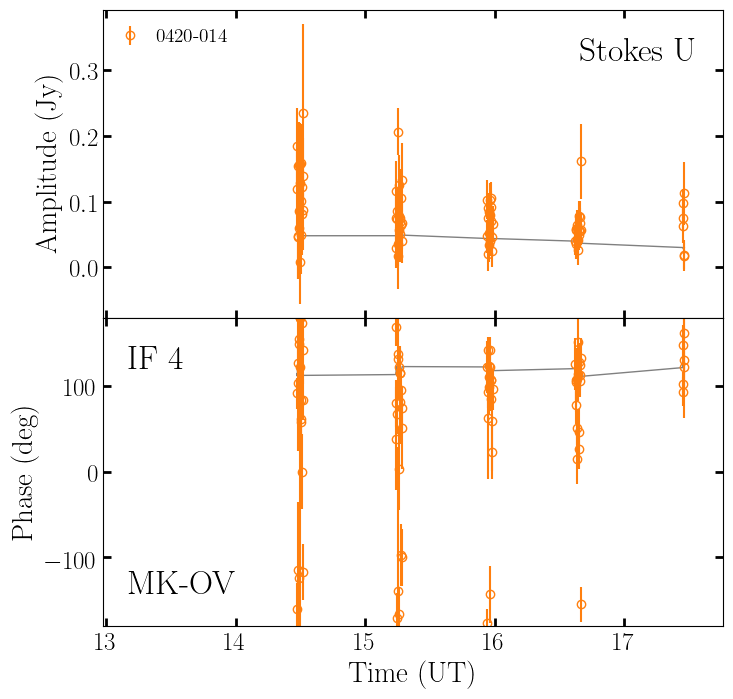 0420-014
Stokes U
Amplitude (Jy)
0.3
0.2
0.1
0.0
IF 4
Phase (deg)
100
0
−100
MK-OV
13 14 15 16 17
Time (UT)